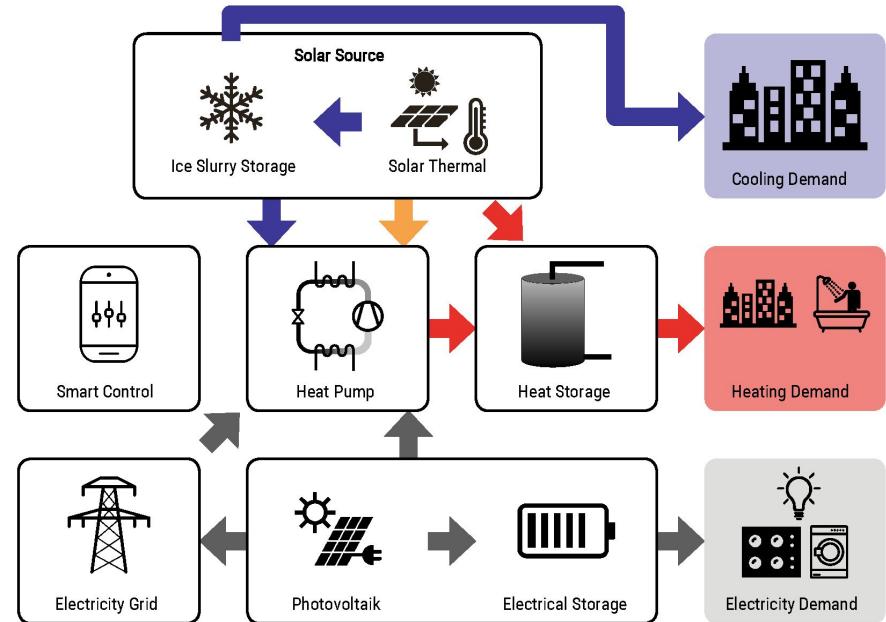 Solar Source
Ice Slurry Storage
Solar Thermal
Cooling Demand
Smart Control
Heat Pump
Heat Storage
Heating Demand
Electricity Grid
Photovoltaik
Electrical Storage
Electricity Demand